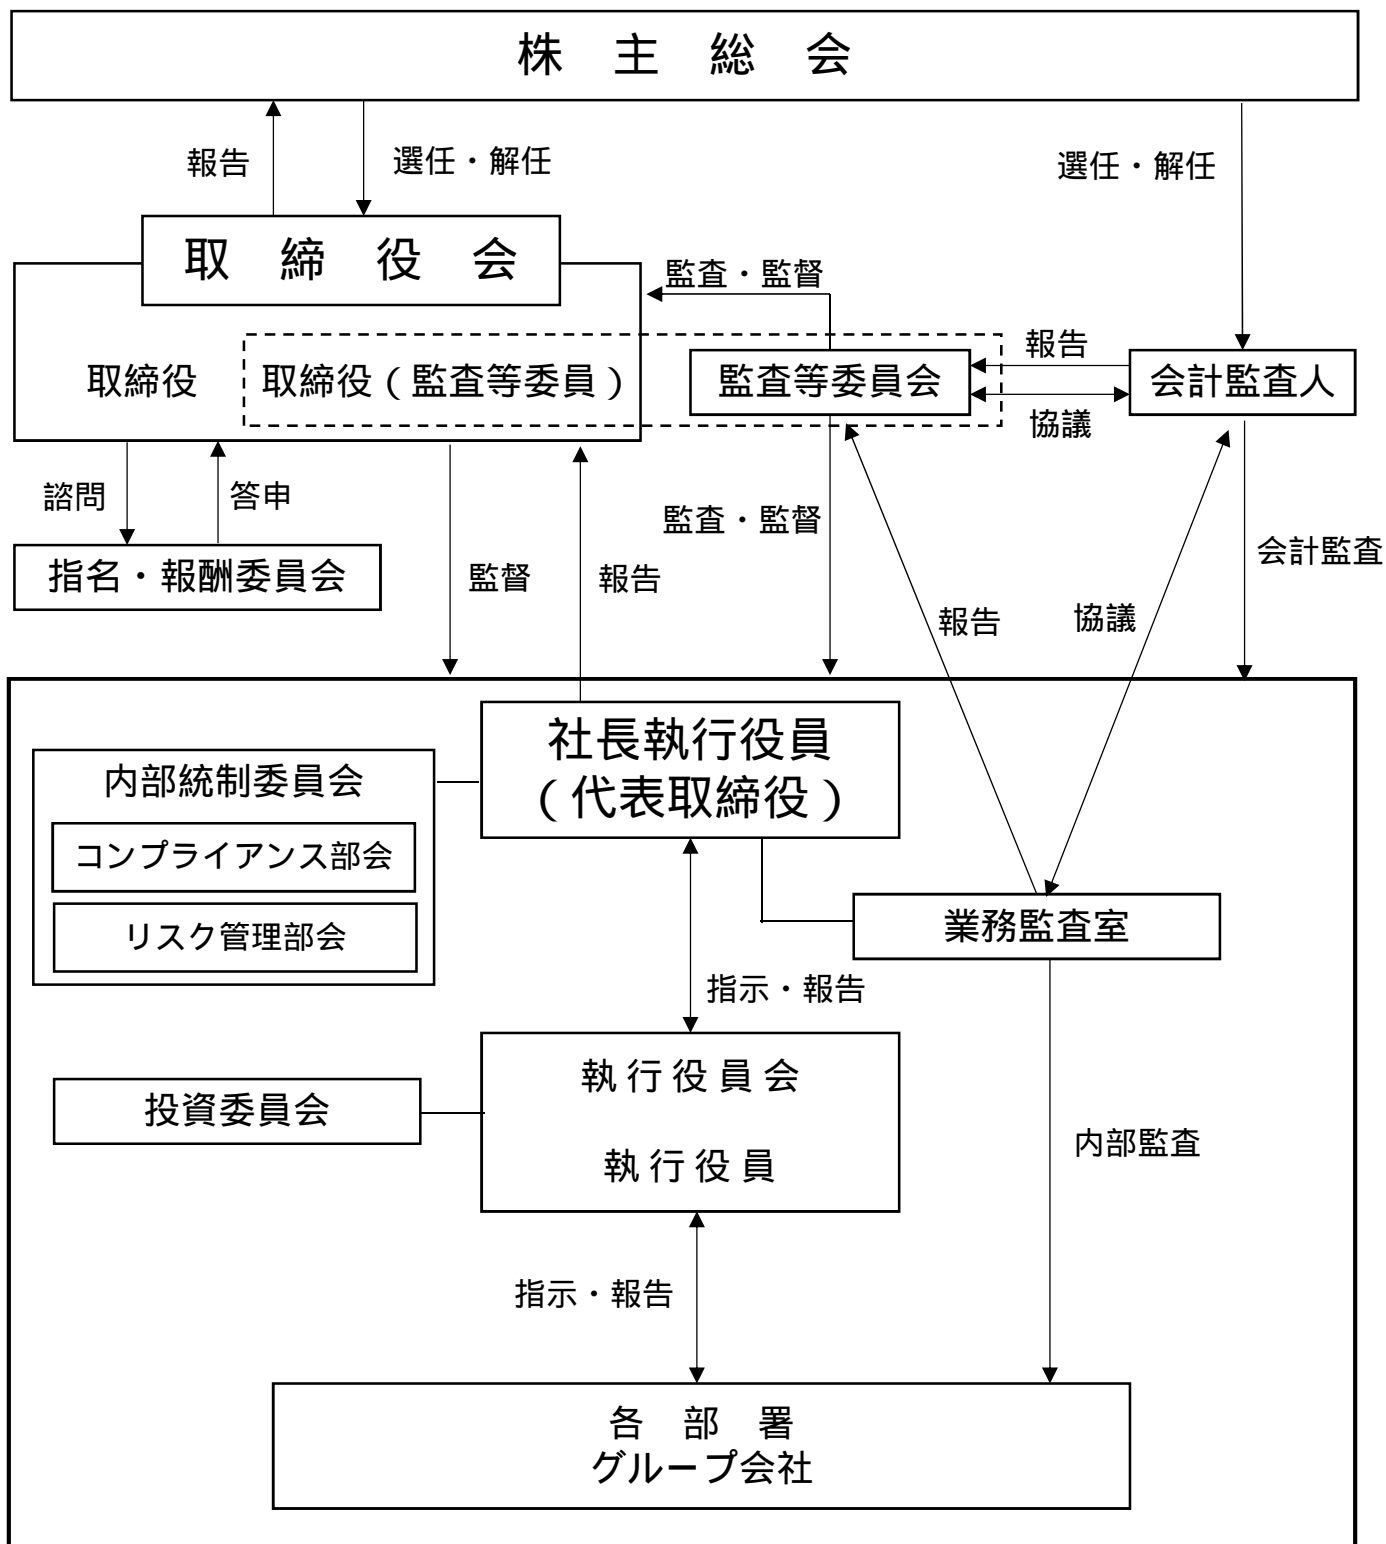 株　主　総　会
報告
選任・解任
選任・解任
取　締　役　会
監査・監督
取締役
取締役（監査等委員）
監査等委員会
報告
協議
会計監査人
諮問
答申
監査・監督
会計監査
指名・報酬委員会
監督
報告
報告
協議
社長執行役員
（代表取締役）
内部統制委員会
コンプライアンス部会
リスク管理部会
業務監査室
指示・報告
執 行 役 員 会
投資委員会
執 行 役 員
内部監査
指示・報告
各　部　署
グループ会社